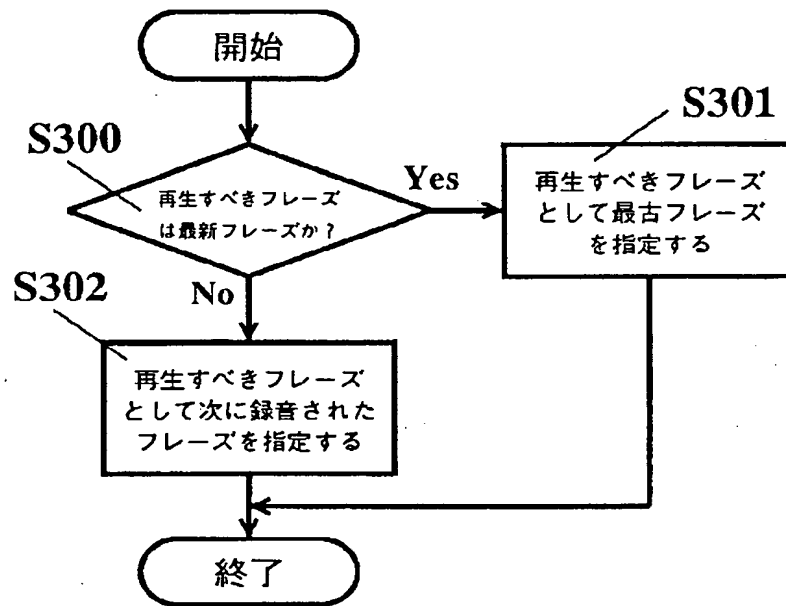 開始
S300
再生すべきフレーズ
は最新フレーズか？
Yes
S301
再生すべきフレーズ
として最古フレーズ
を指定する
No
S302
再生すべきフレーズ
として次に録音された
フレーズを指定する
終了